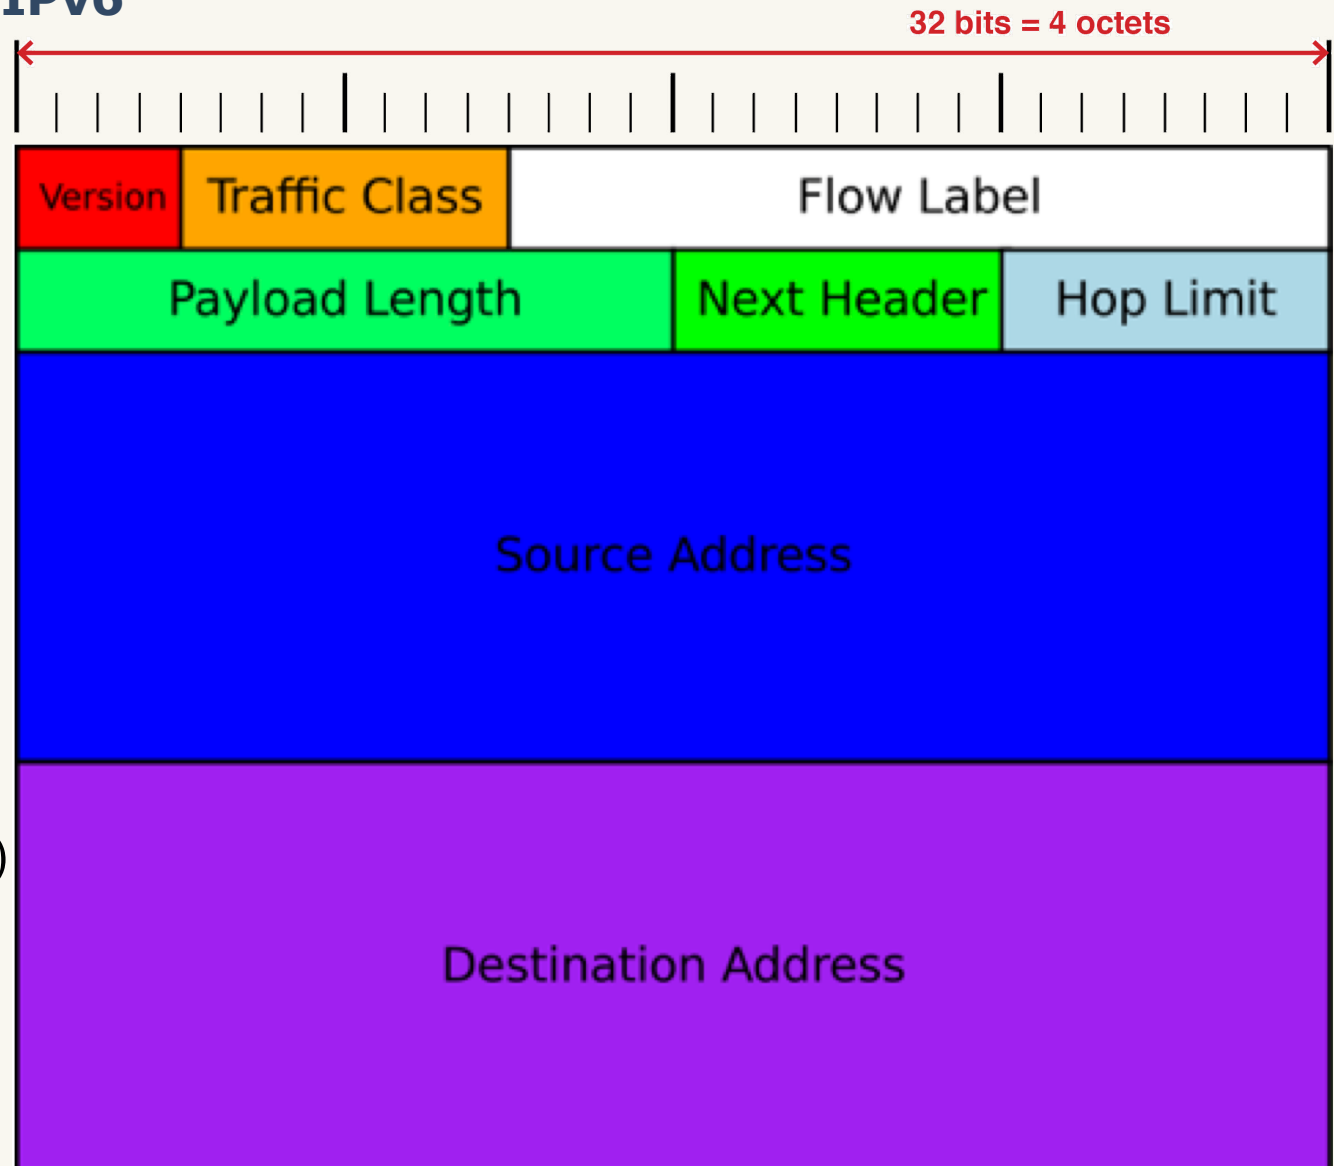 IPv6
32 bits = 4 octets
Version Traffic Class Flow Label
Payload Length Next Header Hop Limit
Source Address
)
Destination Address